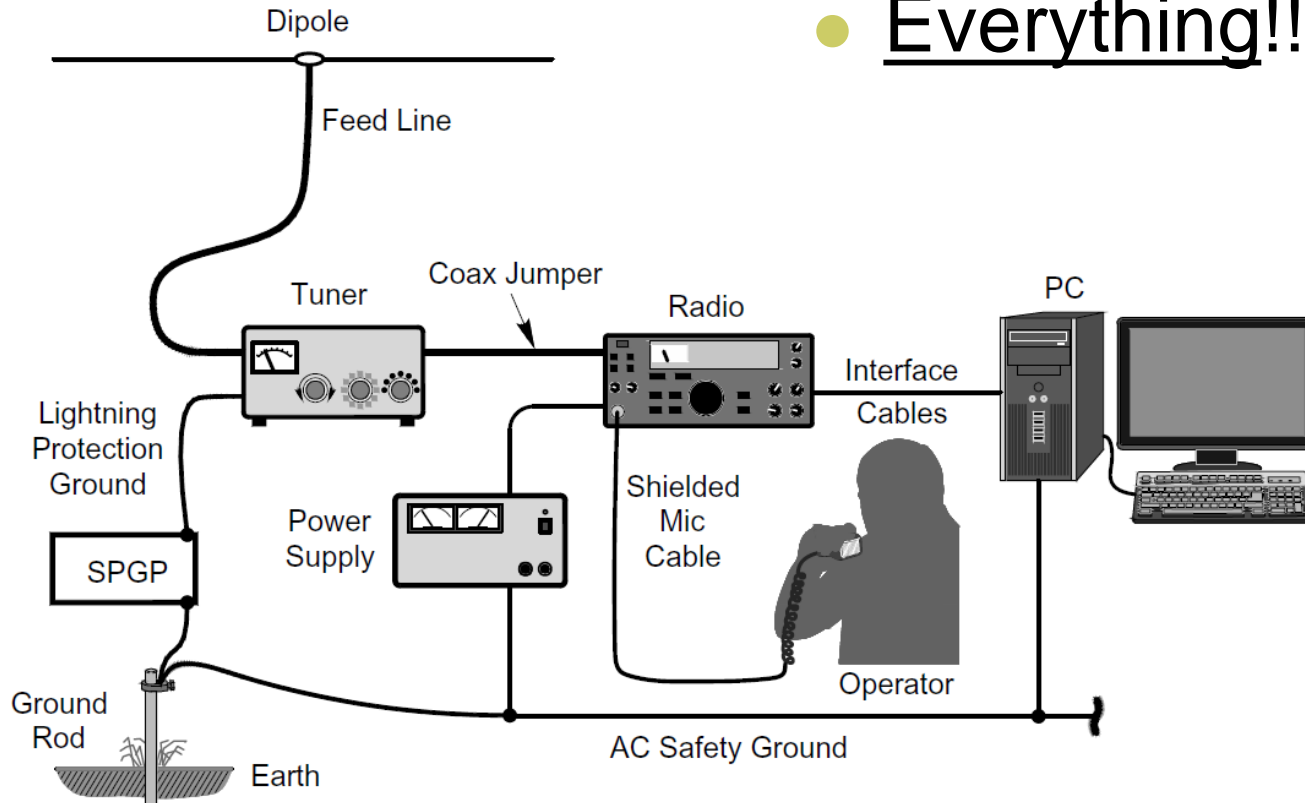 Everything!!
Dipole
Feed Line
Coax Jumper
Tuner
Radio
PC
Interface
Cables
Lightning
Protection
Ground
Power
Supply
Shielded
Mic
Cable
SPGP
Operator
Ground
Rod
AC Safety Ground
Earth